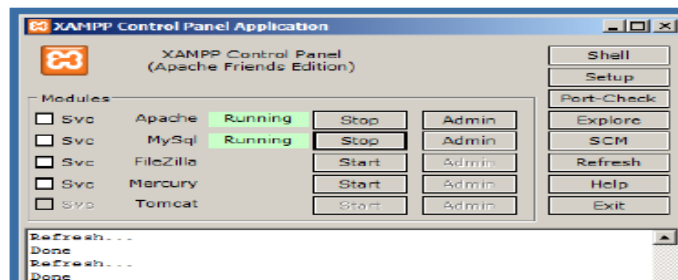 XAMPP Control Panel Application
XAMPP Control Panel
(Apache Friends Edition)
Shell
Setup
Port-Check
Explore
SCM
Refresh
Help
Exit
Modules
Svc Apache Running Stop Admin
Svc MySql Running Stop Admin
Svc FileZilla Start Admin
Svc Mercury Start Admin
Svc Tomcat Start Admin
Refresh...
Done
Refresh...
Done